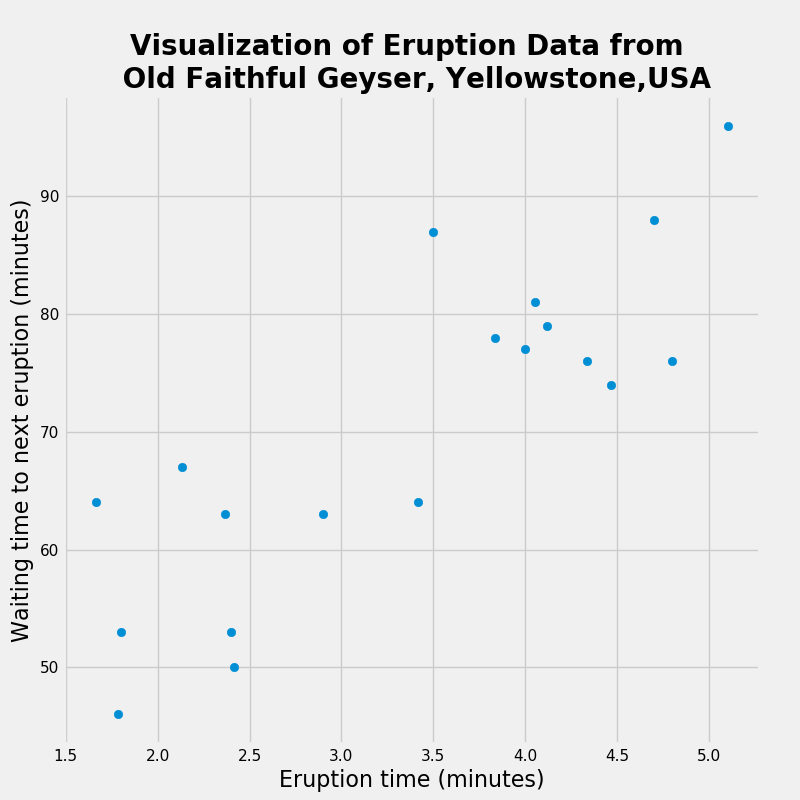 Visualization of Eruption Data from
Old Faithful Geyser, Yellowstone,USA
Waiting time to next eruption (minutes)
90
80
70
60
50
1.5 2.0 2.5 3.0 3.5 4.0 4.5 5.0
Eruption time (minutes)